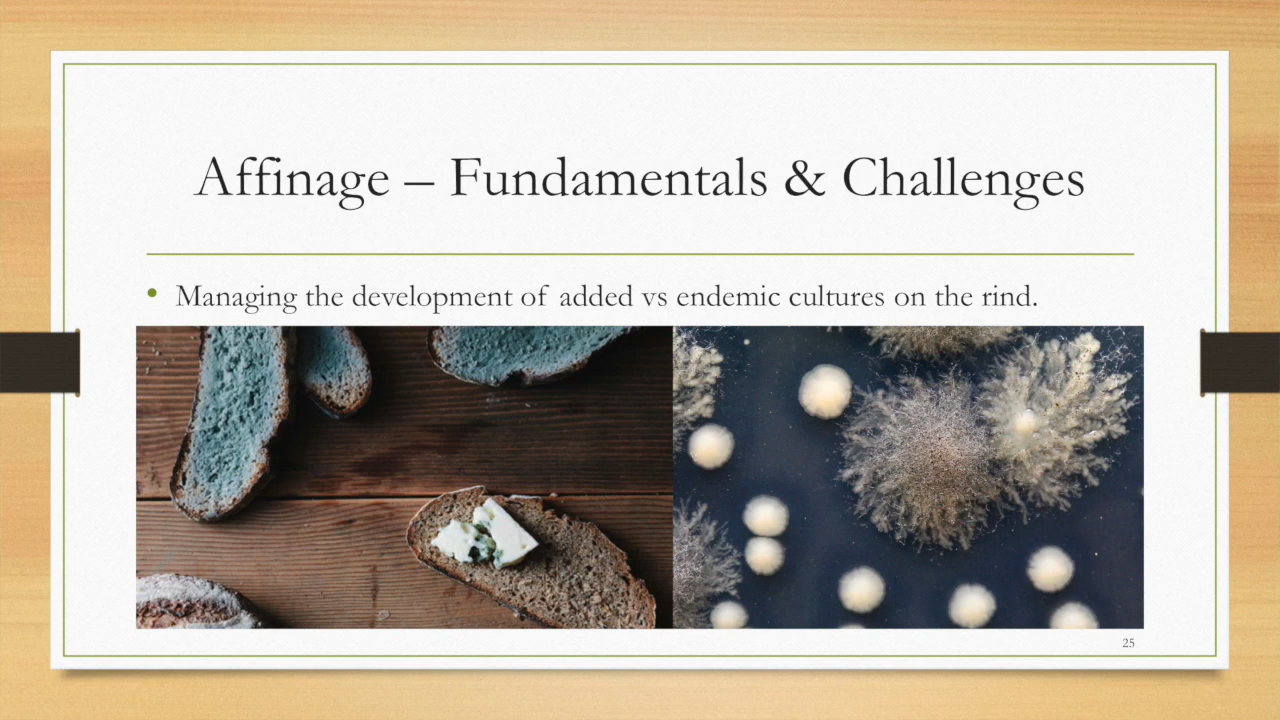 Affinage – Fundamentals & Challenges
• Managing the development of added vs endemic cultures on the rind.
25